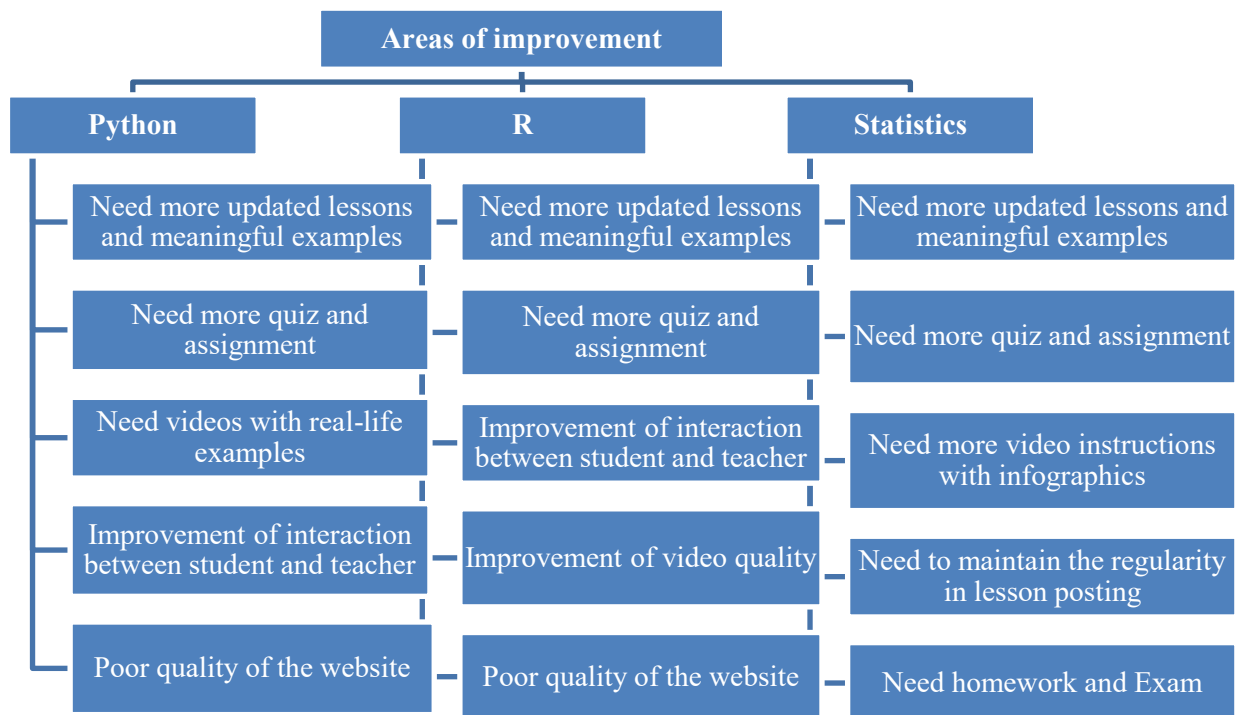 Areas of improvement
Python
R
Statistics
Need more updated lessons
and meaningful examples
Need more updated lessons
and meaningful examples
Need more updated lessons and
meaningful examples
Need more quiz and
assignment
Need more quiz and
assignment
Need more quiz and assignment
Need videos with real-life
examples
Improvement of interaction
between student and teacher
Need more video instructions
with infographics
Improvement of interaction
between student and teacher
Improvement of video quality
Need to maintain the regularity
in lesson posting
Poor quality of the website
Poor quality of the website
Need homework and Exam